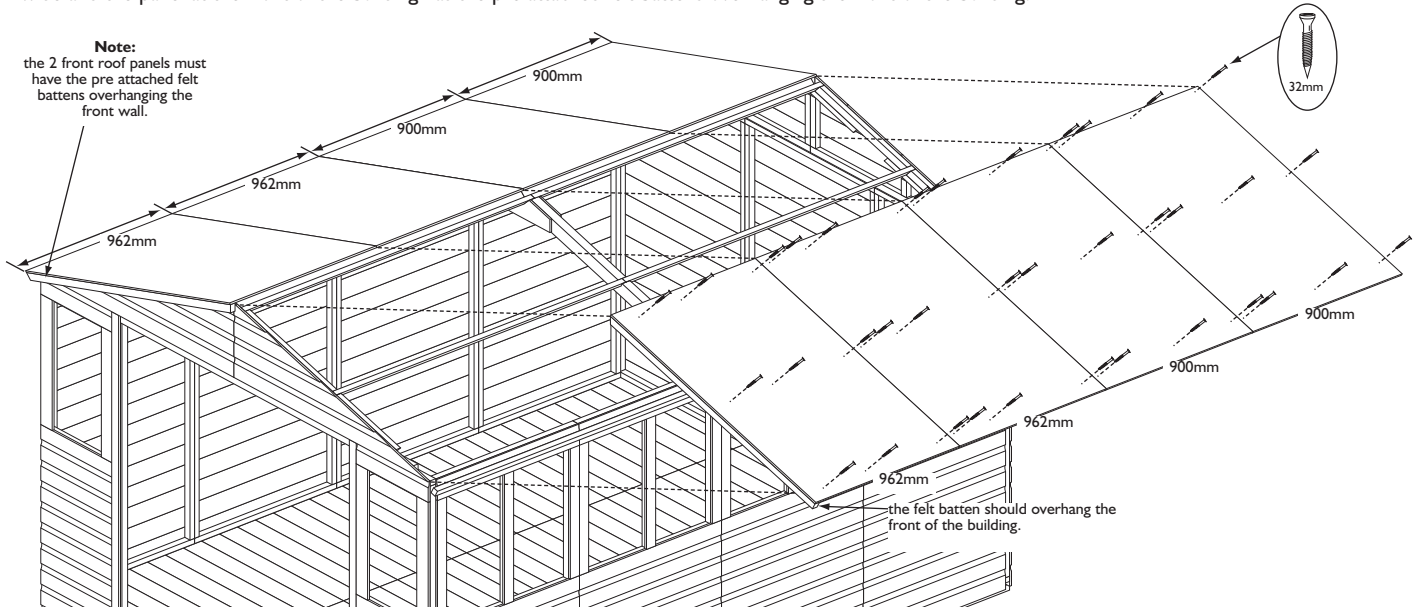 Note:
the 2 front roof panels must
have the pre attached felt
battens overhanging the
front wall.
900mm
900mm
962mm
962mm
32mm
900mm
900mm
962mm
962mm
the felt batten should overhang the
front of the building.